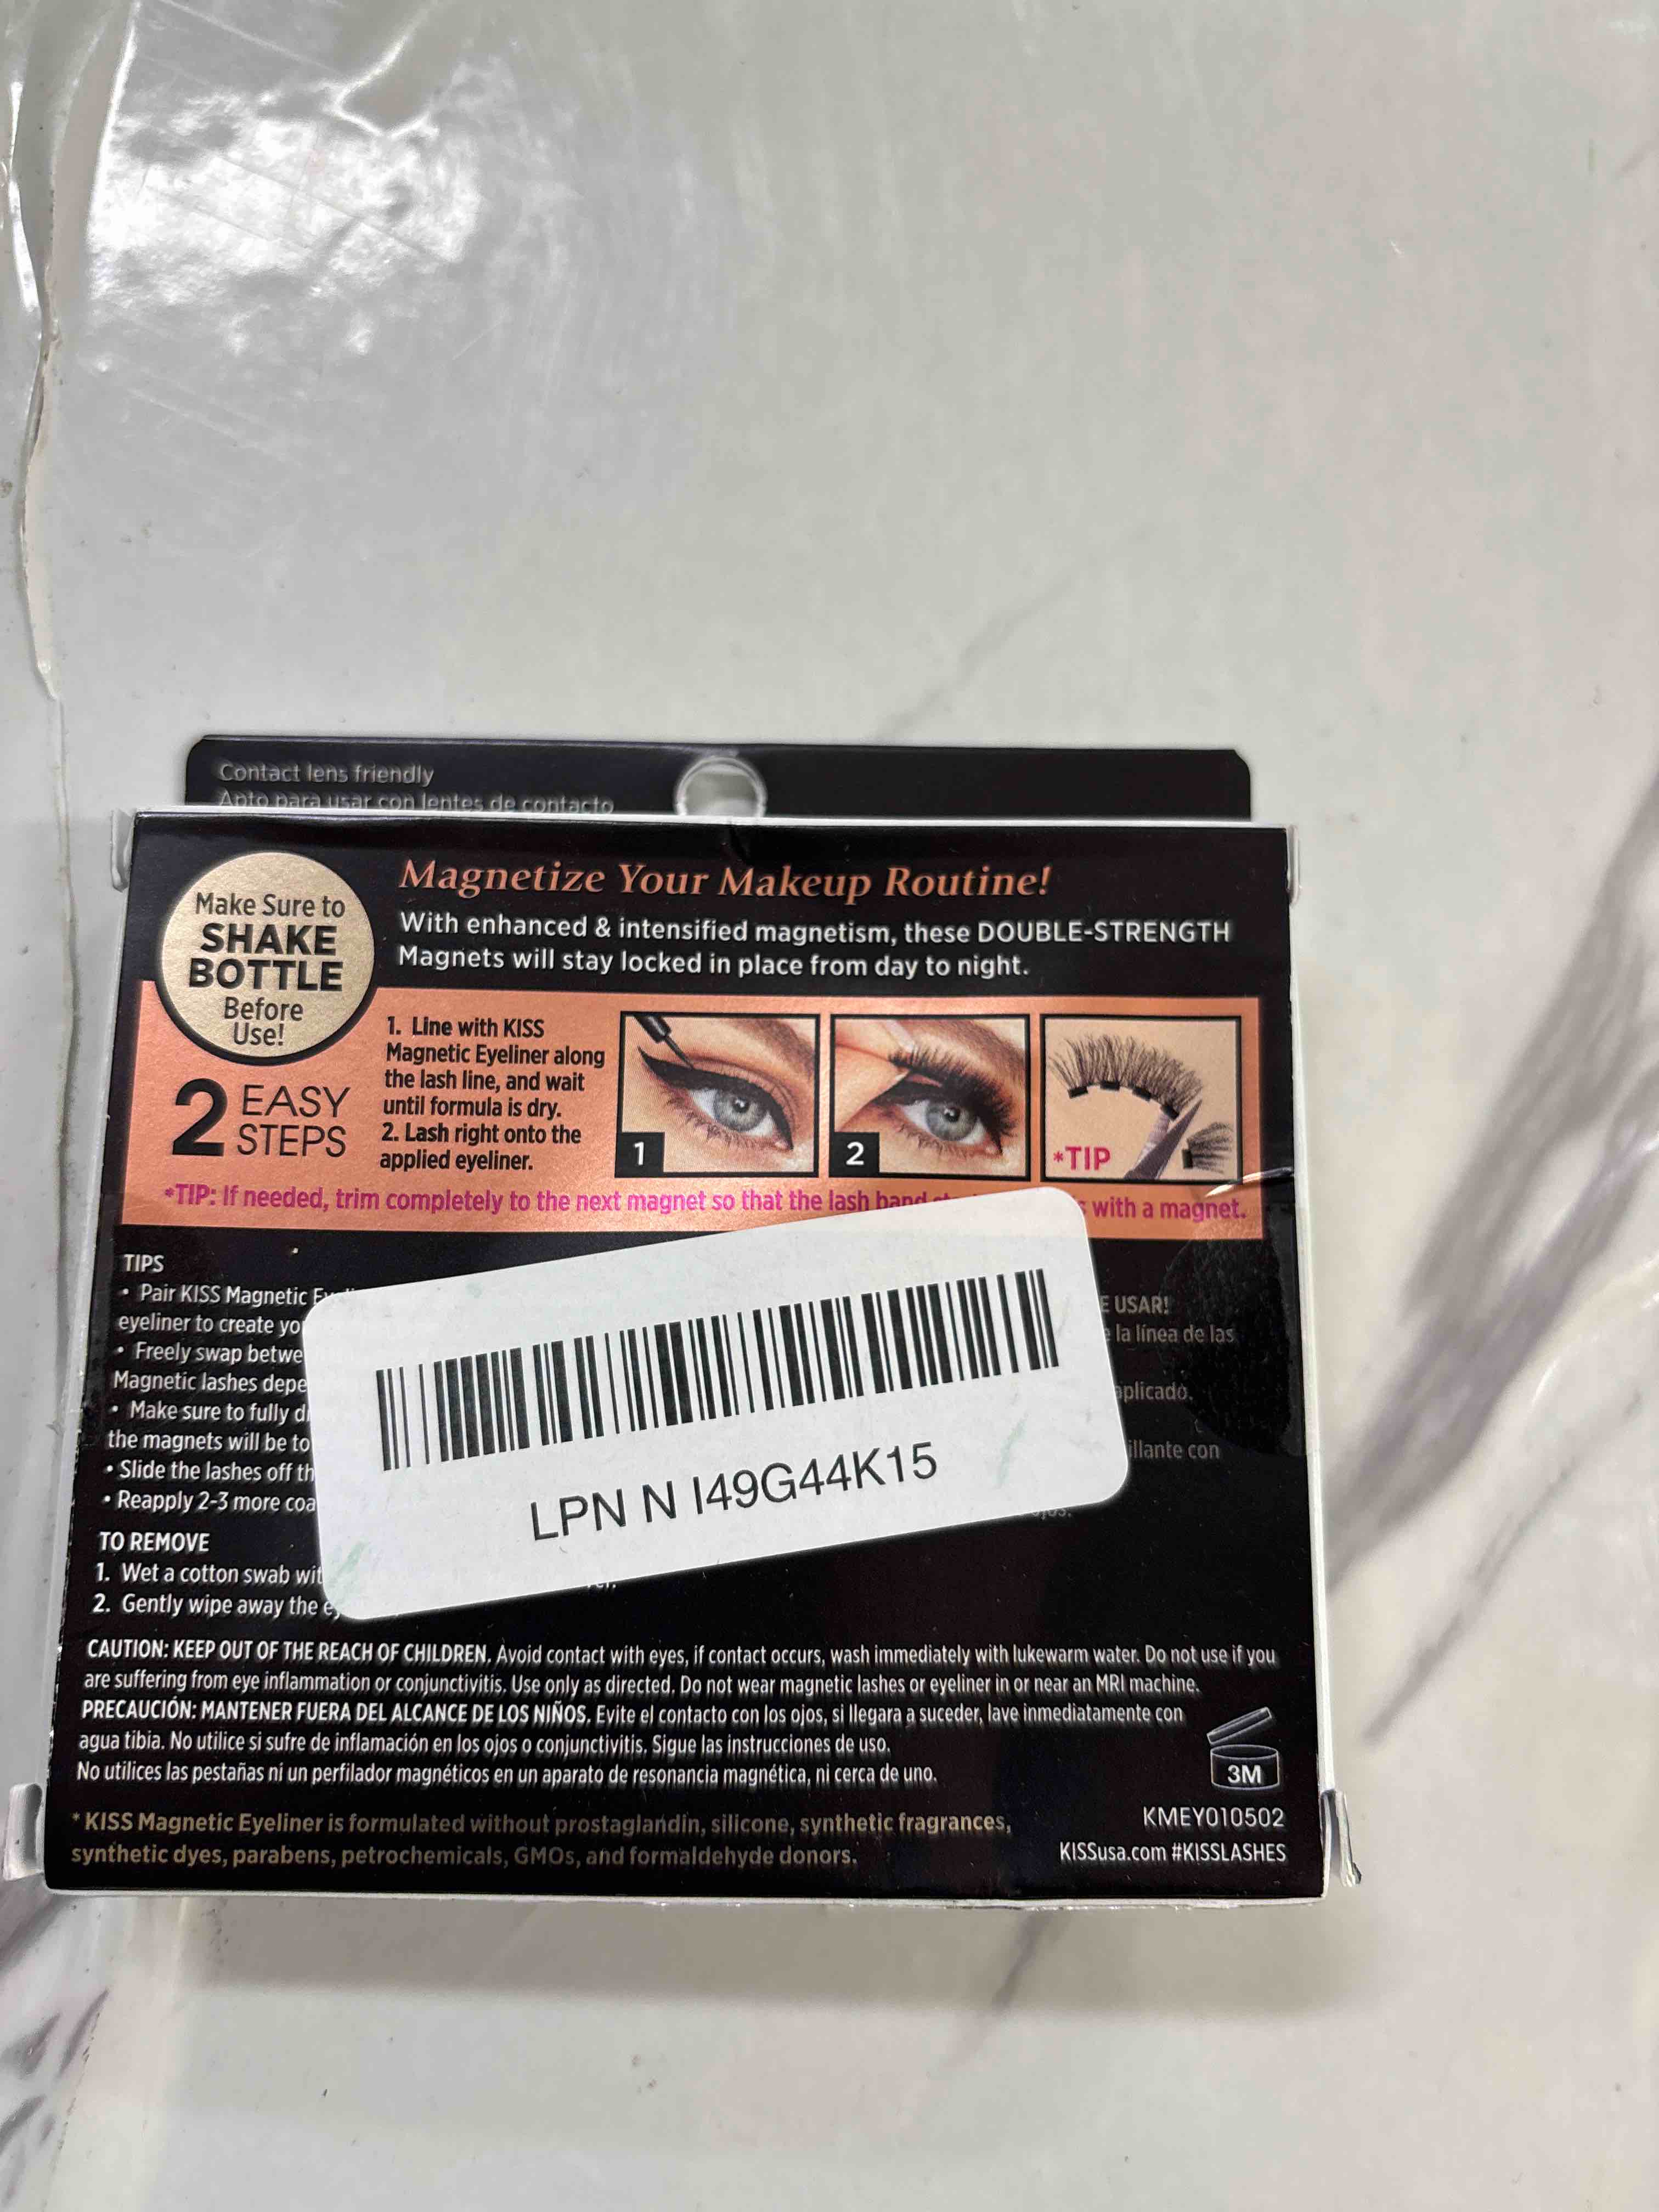 Contact lens friendly
Apto para usar con lentes de contacto
Make Sure to
SHAKE
BOTTLE
Before
Use!
Magnetize Your Makeup Routine!
With enhanced & intensified magnetism, these DOUBLE-STRENGTH
Magnets will stay locked in place from day to night.
2 EASY
STEPS
1. Line with KISS
Magnetic Eyeliner along
the lash line, and wait
until formula is dry.
2. Lash right onto the
applied eyeliner.
1
2
*TIP
*TIP: If needed, trim completely to the next magnet so that the lash band with a magnet.
TIPS
• Pair KISS Magnetic
eyeliner to create
• Freely swap
Magnetic lashes
• Make sure to fully
the magnets will be
• Slide the lashes off
• Reapply 2-3 more
TO REMOVE
1. Wet a cotton swab
2. Gently wipe away the
USAR!
la línea de las
LPN N I49G44K15
CAUTION: KEEP OUT OF THE REACH OF CHILDREN. Avoid contact with eyes, if contact occurs, wash immediately with lukewarm water. Do not use if you
are suffering from eye inflammation or conjunctivitis. Use only as directed. Do not wear magnetic lashes or eyeliner in or near an MRI machine.
PRECAUCIÓN: MANTENER FUERA DEL ALCANCE DE LOS NIÑOS. Evite el contacto con los ojos, si llegara a suceder, lave inmediatamente con
agua tibia. No utilice si sufre de inflamación en los ojos o conjunctivitis. Sigue las instrucciones de uso.
No utilices las pestañas ni un perfilador magnéticos en un aparato de resonancia magnética, ni cerca de uno.
3M
* KISS Magnetic Eyeliner is formulated without prostaglandin, silicone, synthetic fragrances,
synthetic dyes, parabens, petrochemicals, GMOs, and formaldehyde donors.
KMEY010502
KISSusa.com #KISSLASHES